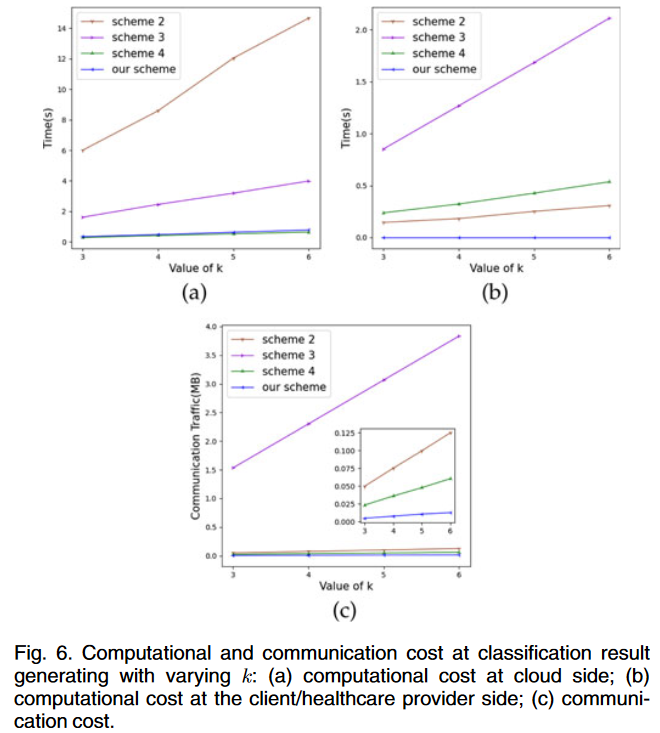 scheme 2
scheme 3
scheme 4
our scheme
14
12
10
8
6
4
2
0
Time(s)
3
4
5
6
Value of k
(a)
scheme 2
scheme 3
scheme 4
our scheme
2.0
1.5
1.0
0.5
0.0
Time(s)
3
4
5
6
Value of k
(b)
scheme 2
scheme 3
scheme 4
our scheme
4.0
3.5
3.0
2.5
2.0
1.5
1.0
0.5
0.0
Communication Traffic(MB)
0.125
0.100
0.075
0.050
0.025
0.000
3
4
5
6
3
4
5
6
Value of k
(c)
Fig. 6. Computational and communication cost at classification result
generating with varying k: (a) computational cost at cloud side; (b)
computational cost at the client/healthcare provider side; (c) communi-
cation cost.